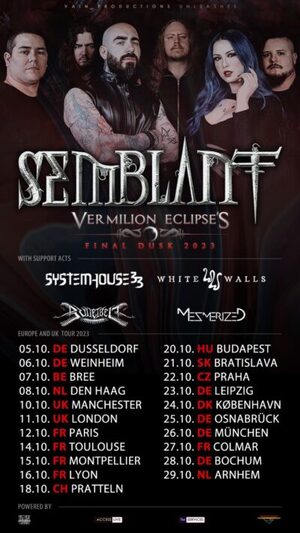 VAIN PRODUCTIONS UNLEASHES
SEMBLANT
VERMILION ECLIPSES
FINAL DUSK 2023
WITH SUPPORT ACTS
SYSTEMHOUSE33
WHITE WALLS
MESMERIZED
EUROPE AND UK TOUR 2023
05.10. DE DUSSELDORF
06.10. DE WEINHEIM
07.10. BE BREE
08.10. NL DEN HAAG
10.10. UK MANCHESTER
11.10. UK LONDON
12.10. FR PARIS
14.10. FR TOULOUSE
15.10. FR MONTPELLIER
16.10. FR LYON
18.10. CH PRATTELN
20.10. HU BUDAPEST
21.10. SK BRATISLAVA
22.10. CZ PRAHA
23.10. DE LEIPZIG
24.10. DK KØBENHAVN
25.10. DE OSNABRÜCK
26.10. DE MÜNCHEN
27.10. FR COLMAR
28.10. DE BOCHUM
29.10. NL ARNHEM
POWERED BY
ACCESS LIVE